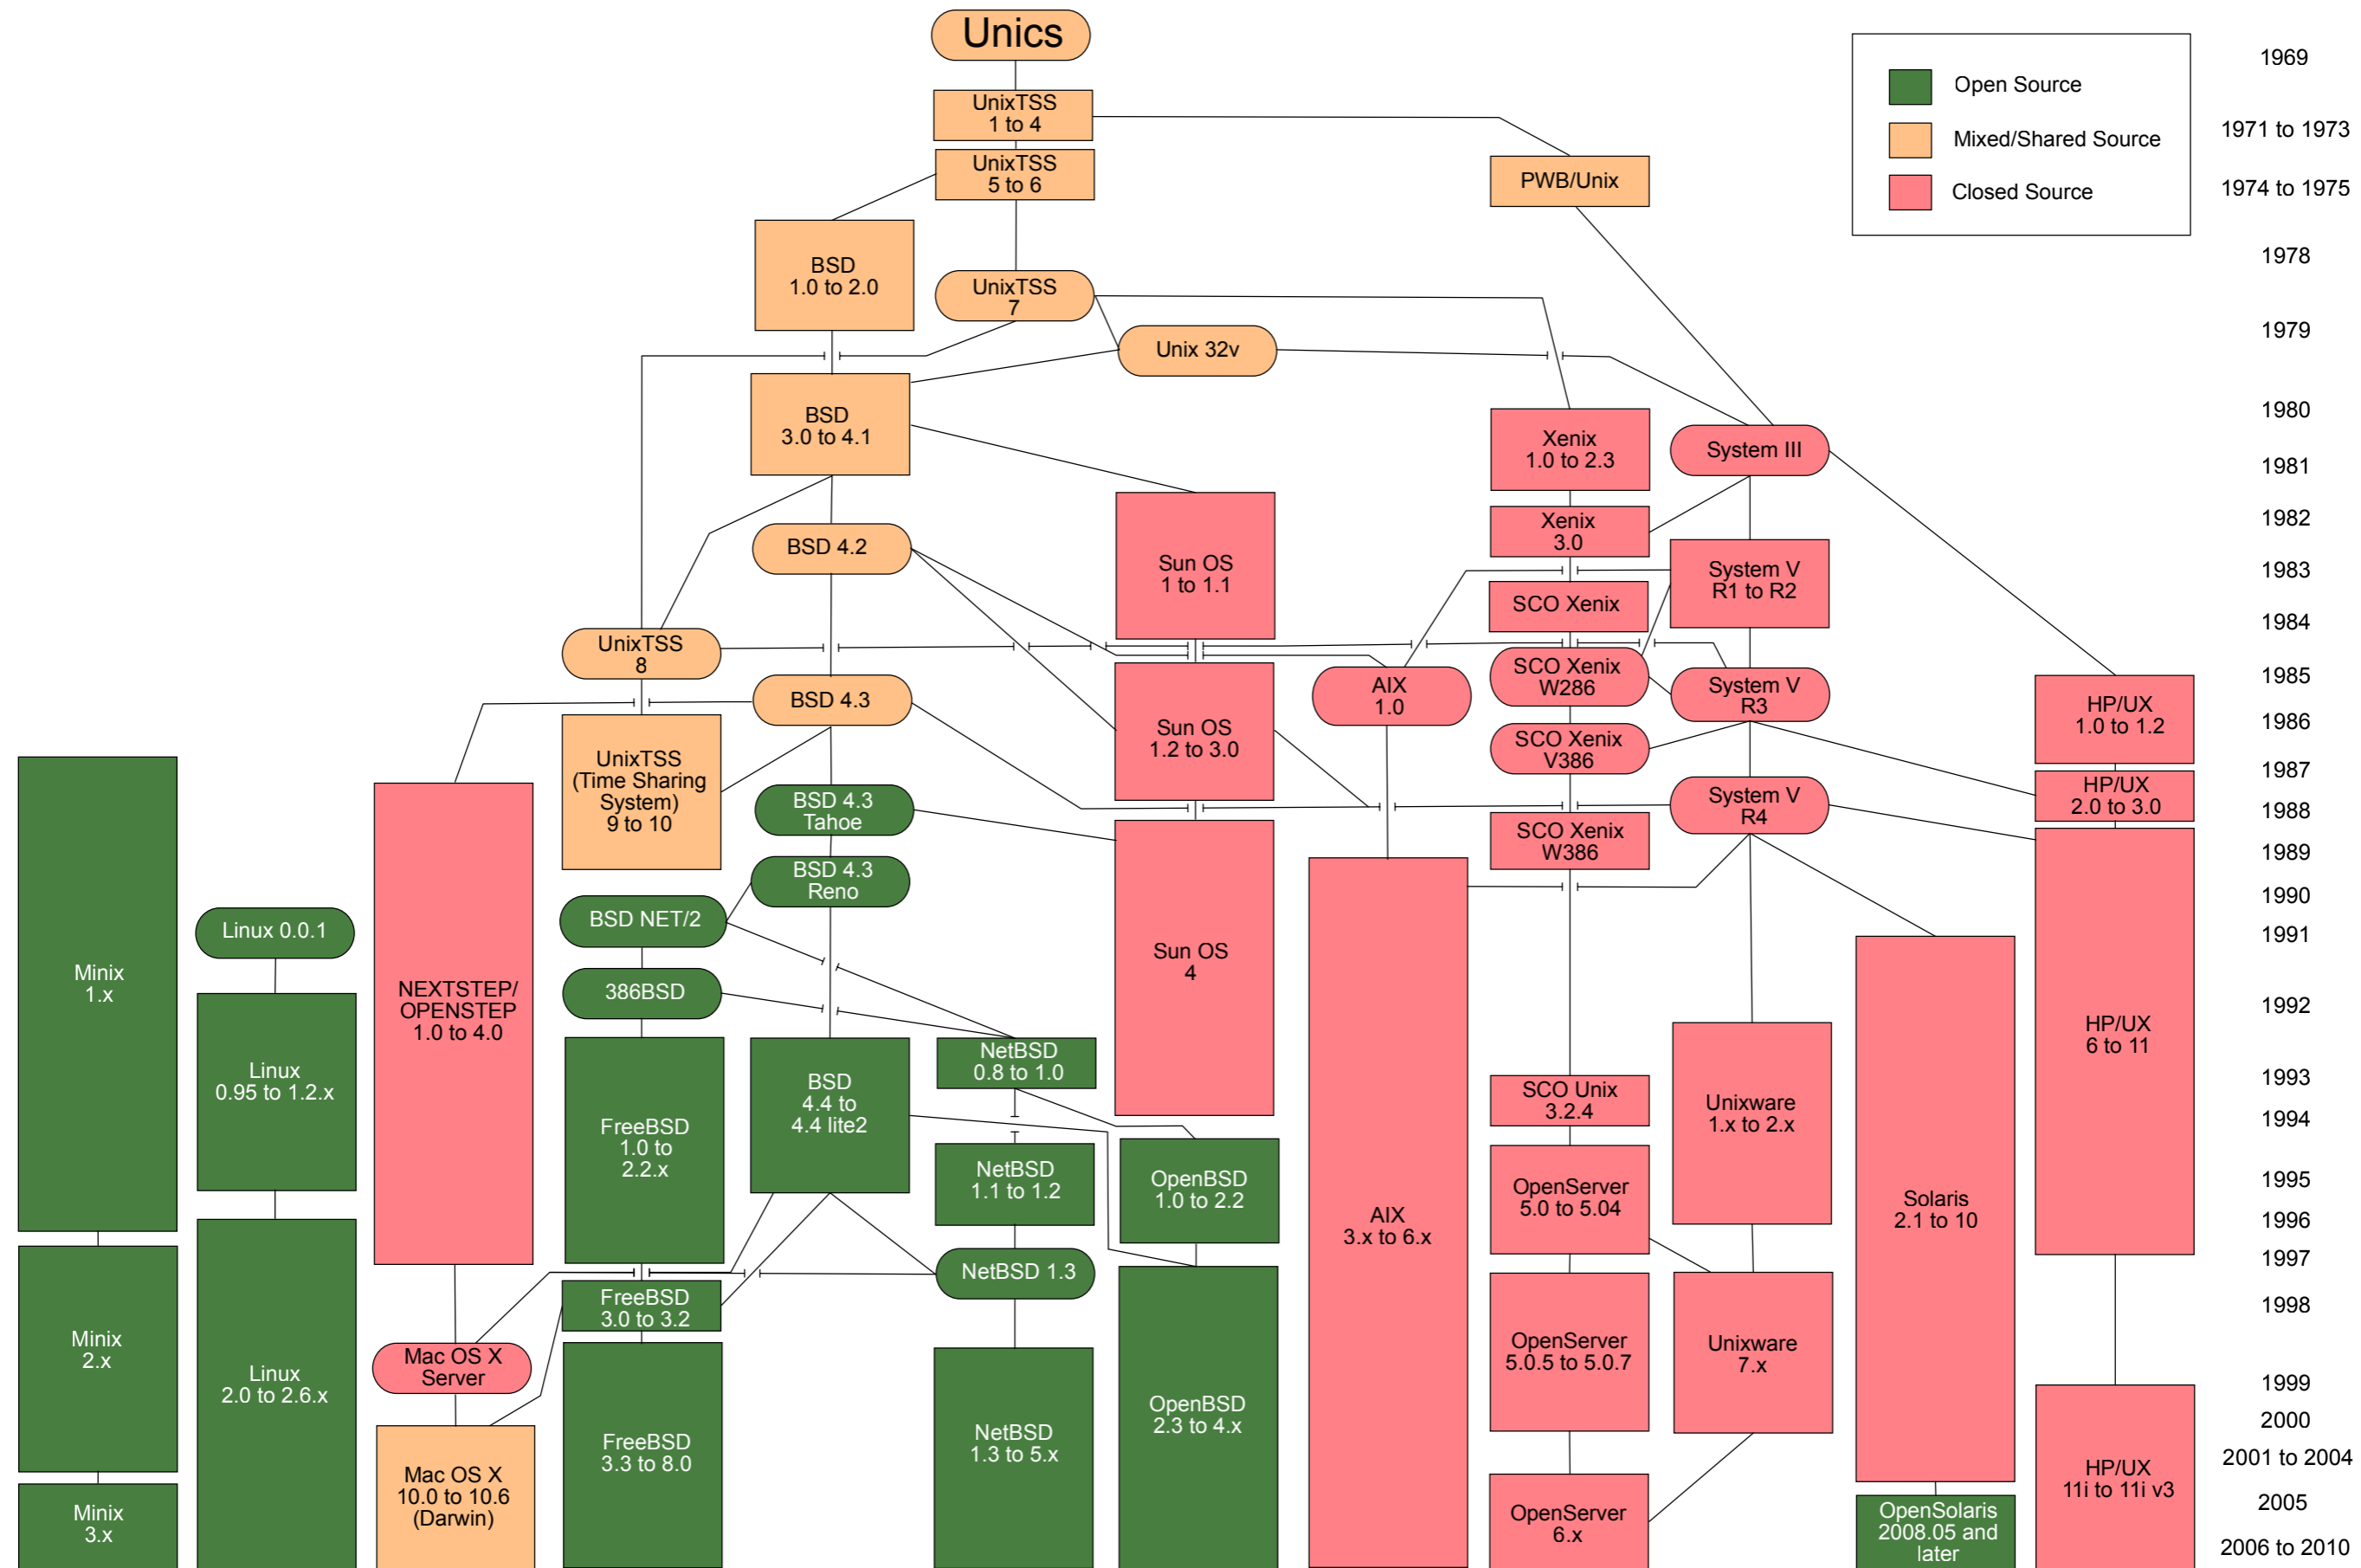 Unics
1969
Open Source
UnixTSS
1 to 4
1971 to 1973
Mixed/Shared Source
UnixTSS
5 to 6
PWB/Unix
1974 to 1975
Closed Source
1978
BSD
1.0 to 2.0
UnixTSS
7
1979
Unix 32v
1980
BSD
3.0 to 4.1
Xenix
1.0 to 2.3
System III
1981
1982
Xenix
3.0
BSD 4.2
Sun OS
1 to 1.1
System V
R1 to R2
1983
SCO Xenix
1984
UnixTSS
8
SCO Xenix
W286
1985
AIX
1.0
System V
R3
BSD 4.3
HP/UX
1.0 to 1.2
1986
Sun OS
1.2 to 3.0
SCO Xenix
V386
UnixTSS
(Time Sharing
System)
9 to 10
1987
HP/UX
2.0 to 3.0
BSD 4.3
Tahoe
System V
R4
1988
SCO Xenix
W386
1989
BSD 4.3
Reno
1990
BSD NET/2
Linux 0.0.1
1991
Sun OS
4
Minix
1.x
NEXTSTEP/
OPENSTEP
1.0 to 4.0
386BSD
1992
HP/UX
6 to 11
NetBSD
0.8 to 1.0
Linux
0.95 to 1.2.x
BSD
4.4 to
4.4 lite2
1993
SCO Unix
3.2.4
Unixware
1.x to 2.x
1994
FreeBSD
1.0 to
2.2.x
NetBSD
1.1 to 1.2
OpenBSD
1.0 to 2.2
1995
OpenServer
5.0 to 5.04
Solaris
2.1 to 10
AIX
3.x to 6.x
1996
1997
NetBSD 1.3
FreeBSD
3.0 to 3.2
1998
Minix
2.x
Mac OS X
Server
OpenServer
5.0.5 to 5.0.7
Unixware
7.x
Linux
2.0 to 2.6.x
1999
OpenBSD
2.3 to 4.x
2000
NetBSD
1.3 to 5.x
FreeBSD
3.3 to 8.0
2001 to 2004
Mac OS X
10.0 to 10.6
(Darwin)
HP/UX
11i to 11i v3
Minix
3.x
OpenServer
6.x
OpenSolaris
2008.05 and
later
2005
2006 to 2010